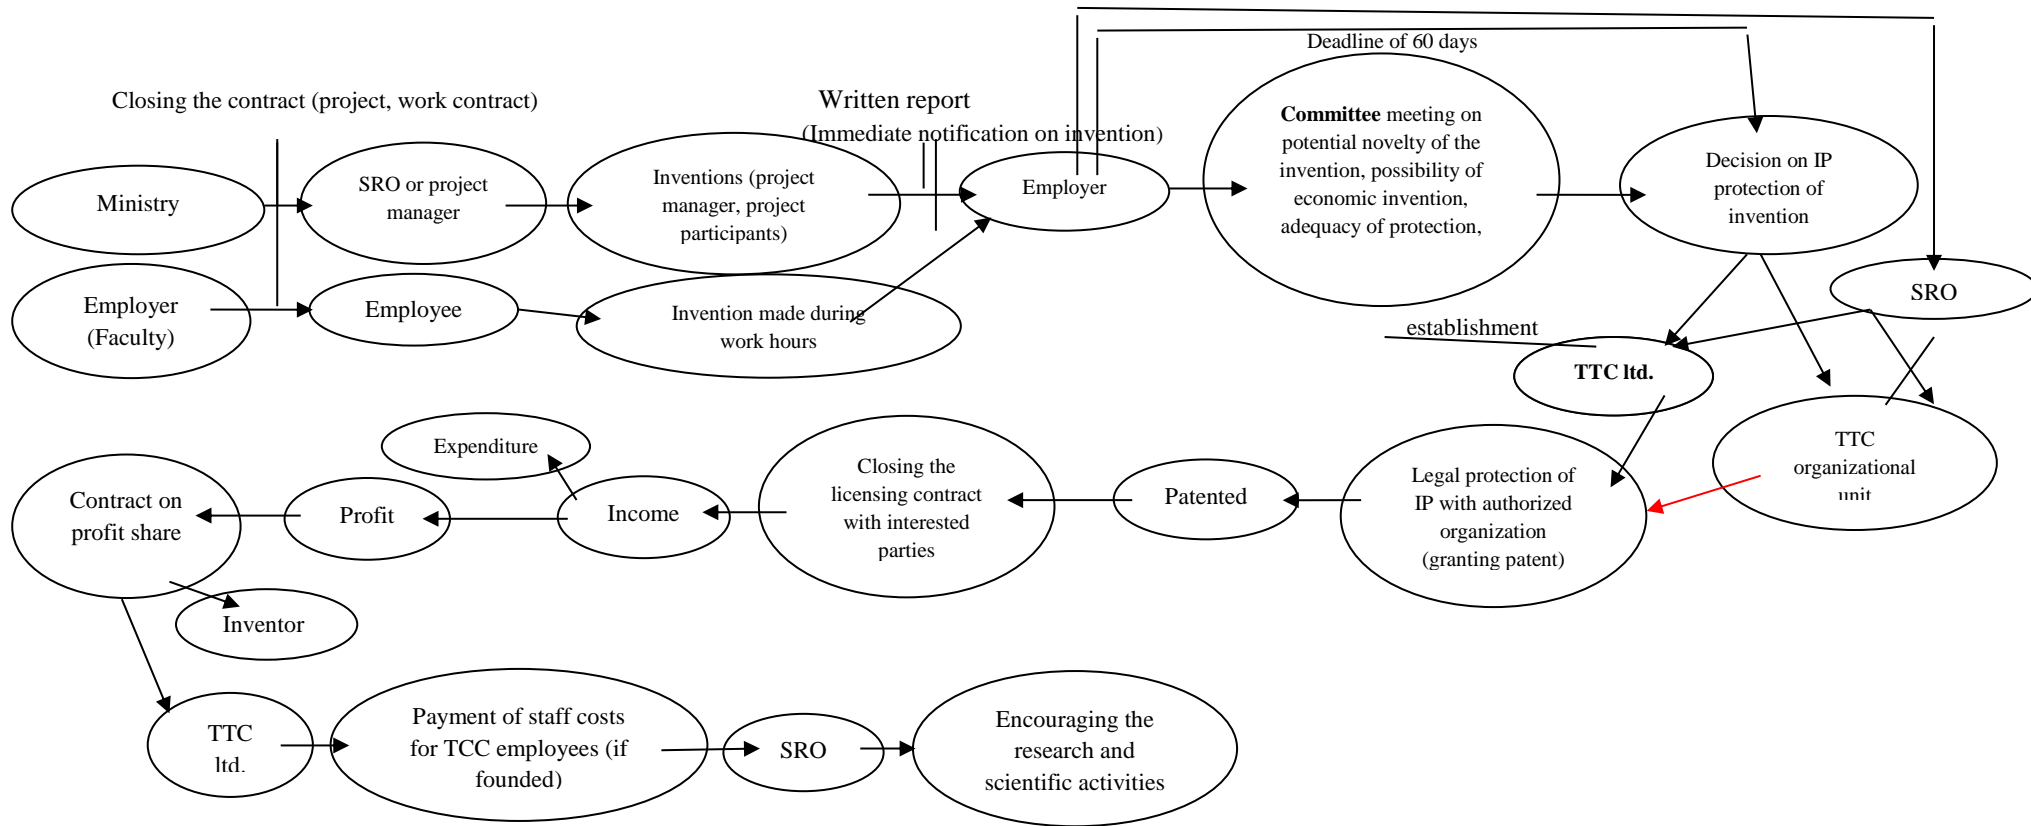 Deadline of 60 days
Closing the contract (project, work contract)
Written report
(Immediate notification on invention)
Committee meeting on
potential novelty of the
invention, possibility of
economic invention,
adequacy of protection,
Decision on IP
protection of
invention
Ministry
SRO or project
manager
Inventions (project
manager, project
participants)
Employer
SRO
Employer
(Faculty)
Employee
Invention made during
work hours
establishment
TTC ltd.
Expenditure
Contract on
profit share
Profit
Income
Closing the
licensing contract
with interested
parties
Patented
Legal protection of
IP with authorized
organization
(granting patent)
TTC
organizational
unit
Inventor
TTC
ltd.
Payment of staff costs
for TCC employees (if
founded)
SRO
Encouraging the
research and
scientific activities